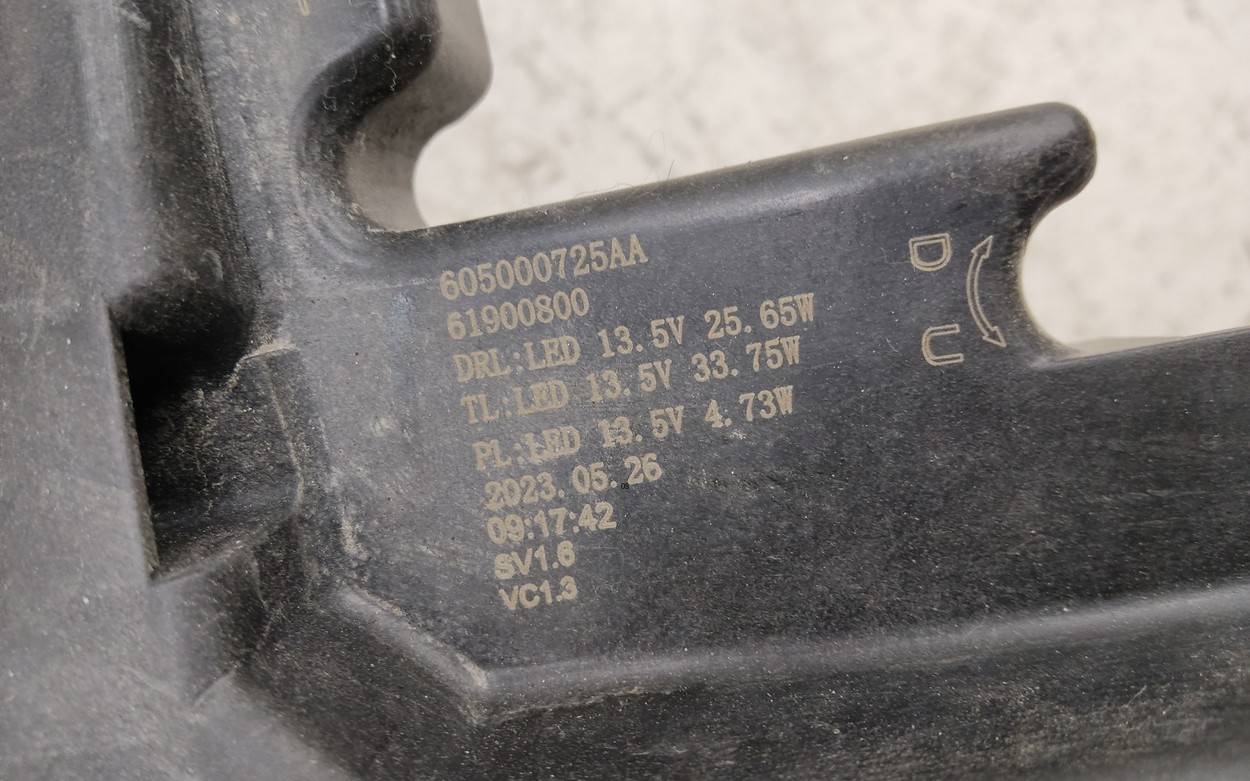 605000725AA
61900800
DRL:LED 13.5V 25.65W
TL:LED 13.5V 33.75W
PL:LED 13.5V 4.73W
2023.05.26
09:17:42
SV1.6
VC1.3
D
U